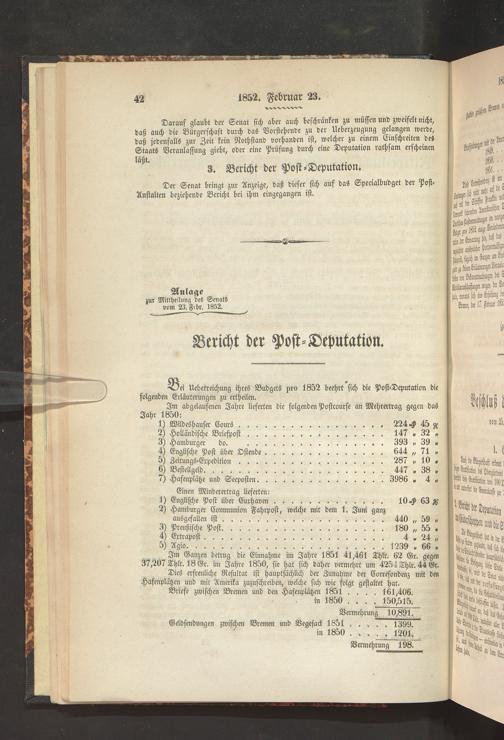 42
1852. Februar 23.
Darauf glaubt der Senat sich aber auch beschränken zu müssen und zweifelt nicht,
daß auch die Bürgerschaft durch das Vorstehende zu der Ueberzeugung gelangen werde,
daß jedenfalls zur Zeit kein Nothstand vorhanden ist, welcher zu einem Einschreiten des
Staats Veranlassung giebt, oder eine Prüfung durch eine Deputation rathsam erscheinen
läßt.
3. Bericht der Post-Deputation.
Der Senat bringt zur Anzeige, daß dieser sich auf das Specialbudget der Post-
Anstalten beziehende Bericht bei ihm eingegangen ist.
Anlage
zur Mittheilung des Senats
vom 23. Febr. 1852.
Bericht der Post-Deputation.
Bei Ueberreichung ihres Budgets pro 1852 beehrt sich die Post-Deputation die
folgenden Erläuterungen zu ertheilen.
Im abgelaufenen Jahre lieferten die folgenden Postcourse an Mehrertrag gegen das
Jahr 1850:
1) Wildeshauser Cours . . . 224 ₰ 45 ₰
2) Holländische Briefpost . . . 147 „ 32 „
3) Hamburger do. . . . 393 „ 39 „
4) Englische Post über Ostende . . . 644 „ 71 „
5) Zeitungs-Expedition . . . 287 „ 10 „
6) Bestellgeld . . . 447 „ 38 „
7) Hafenplätze und Seeposten . . . 3986 „ 4 „
Einen Minderertrag lieferten:
1) Englische Post über Cuxhaven . . . 10 ₰ 63 ₰
2) Hamburger Communion Fahrpost, welche mit dem 1. Juni ganz
ausgefallen ist . . . 440 „ 59 „
3) Preußische Post . . . 180 „ 55 „
4) Extrapost . . . 4 „ 24 „
5) Agio . . . 1239 „ 66 „
Im Ganzen betrug die Einnahme im Jahre 1851 41,461 Thlr. 62 Gr. gegen
37,207 Thlr. 18 Gr. im Jahre 1850, sie hat sich daher vermehrt um 4254 Thlr. 44 Gr.
Dies erfreuliche Resultat ist hauptsächlich der Zunahme der Correspondenz mit den
Hafenplätzen und mit Amerika zuzuschreiben, welche sich wie folgt gestaltet hat.
Briefe zwischen Bremen und den Hafenplätzen 1851 . . . 161,406.
in 1850 . . . 150,515.
Vermehrung 10,891.
Geldsendungen zwischen Bremen und Vegesack 1851 . . . 1399.
in 1850 . . . 1201.
Vermehrung 198.